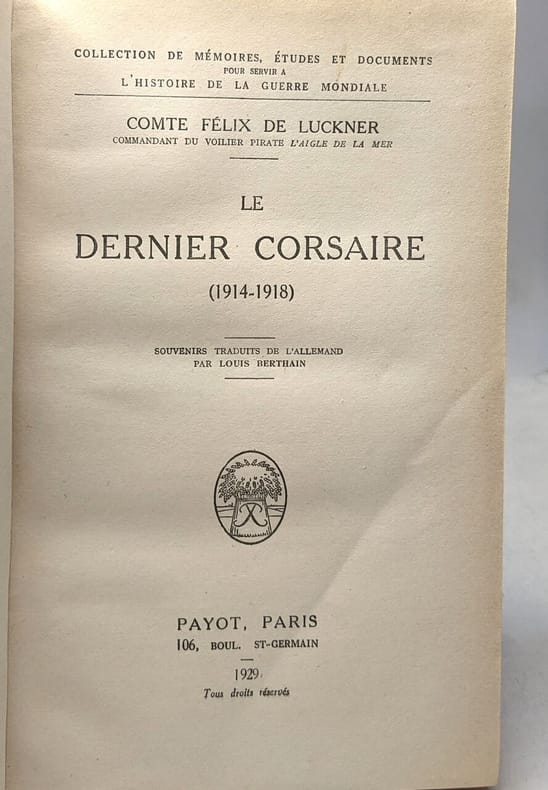 COLLECTION DE MÉMOIRES, ÉTUDES ET DOCUMENTS
POUR SERVIR A
L'HISTOIRE DE LA GUERRE MONDIALE
COMTE FÉLIX DE LUCKNER
COMMANDANT DU VOILIER PIRATE L'AIGLE DE LA MER
LE
DERNIER CORSAIRE
(1914-1918)
SOUVENIRS TRADUITS DE L'ALLEMAND
PAR LOUIS BERTHAIN
PAYOT, PARIS
106, BOUL. ST-GERMAIN
1929
Tous droits réservés